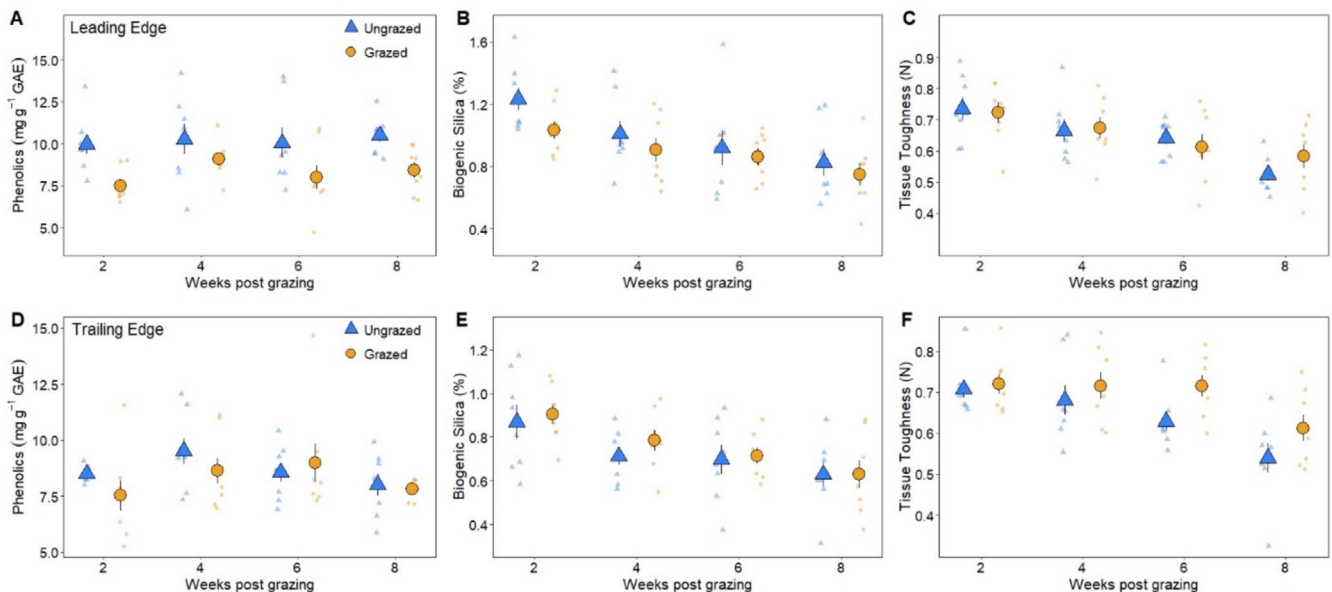 A
Leading Edge
Ungrazed
Grazed
Phenolics (mg g⁻¹ GAE)
15.0
12.5
10.0
7.5
5.0
2 4 6 8
Weeks post grazing
B
Biogenic Silica (%)
1.6
1.2
0.8
0.4
2 4 6 8
Weeks post grazing
C
Tissue Toughness (N)
0.9
0.8
0.7
0.6
0.5
0.4
2 4 6 8
Weeks post grazing
D
Trailing Edge
Ungrazed
Grazed
Phenolics (mg g⁻¹ GAE)
15.0
12.5
10.0
7.5
5.0
2 4 6 8
Weeks post grazing
E
Biogenic Silica (%)
1.2
1.0
0.8
0.6
0.4
2 4 6 8
Weeks post grazing
F
Tissue Toughness (N)
0.8
0.7
0.6
0.5
0.4
2 4 6 8
Weeks post grazing